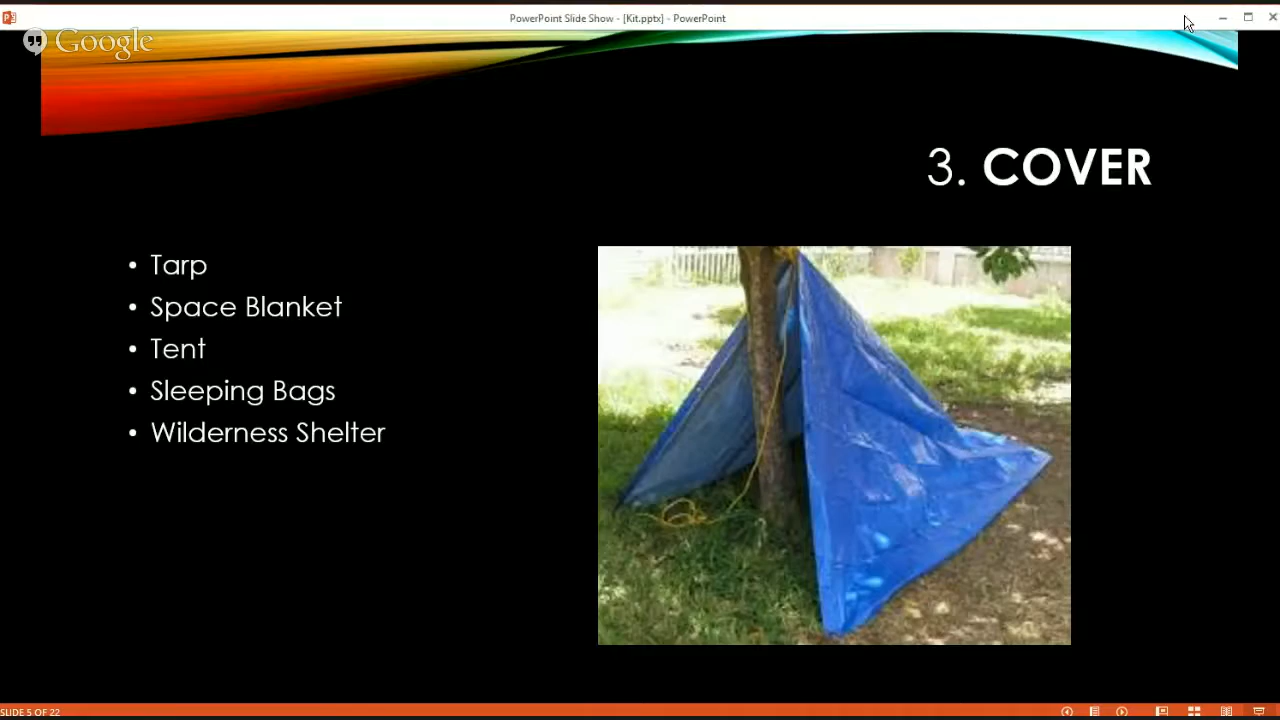 PowerPoint Slide Show - [Kit.pptx] - PowerPoint
Google
3. COVER
• Tarp
• Space Blanket
• Tent
• Sleeping Bags
• Wilderness Shelter
SLIDE 5 OF 22